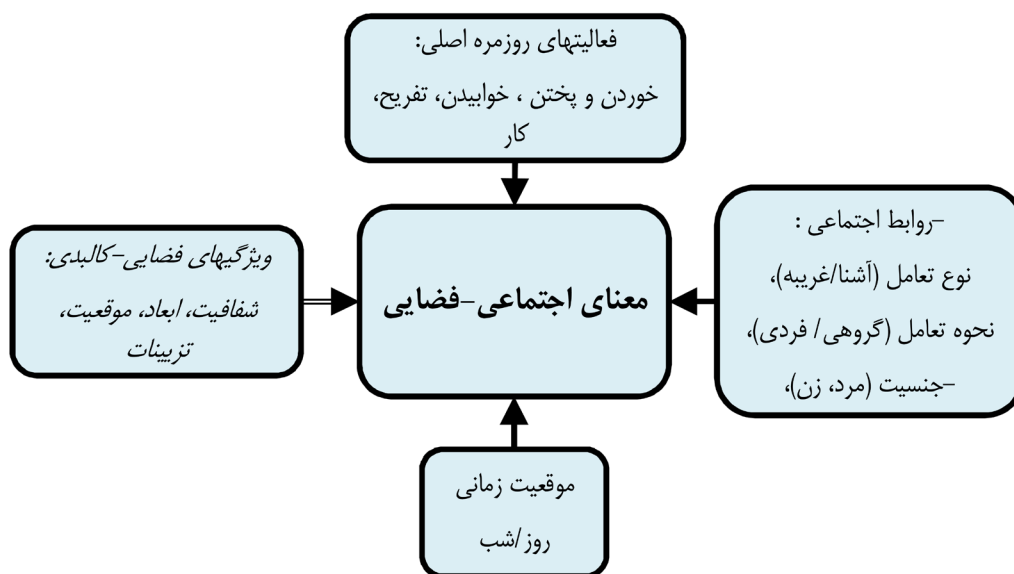 فعالیتهای روزمره اصلی:
خوردن و پختن ، خوابیدن، تفریح،
کار
-روابط اجتماعی :
نوع تعامل (آشنا/غریبه)،
نحوه تعامل (گروهی/ فردی)،
-جنسیت (مرد، زن)،
معنای اجتماعی-فضایی
ویژگیهای فضایی-کالبدی:
شفافیت، ابعاد، موقعیت،
تزیینات
موقعیت زمانی
روز/شب